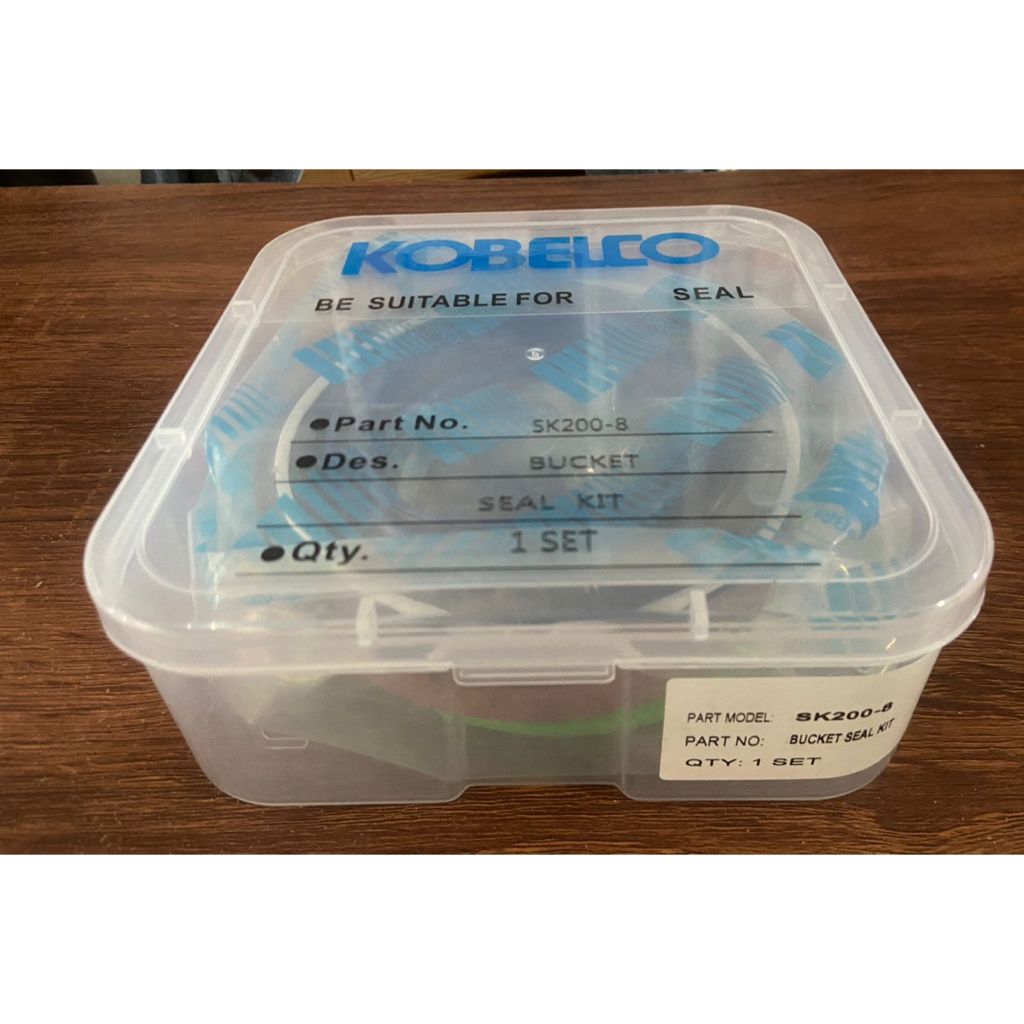 KOBELCO
BE SUITABLE FOR SEAL
●Part No. SK200-8
●Des. BUCKET
SEAL KIT
●Qty. 1 SET
PART MODEL: SK200-8
PART NO: BUCKET SEAL KIT
QTY: 1 SET